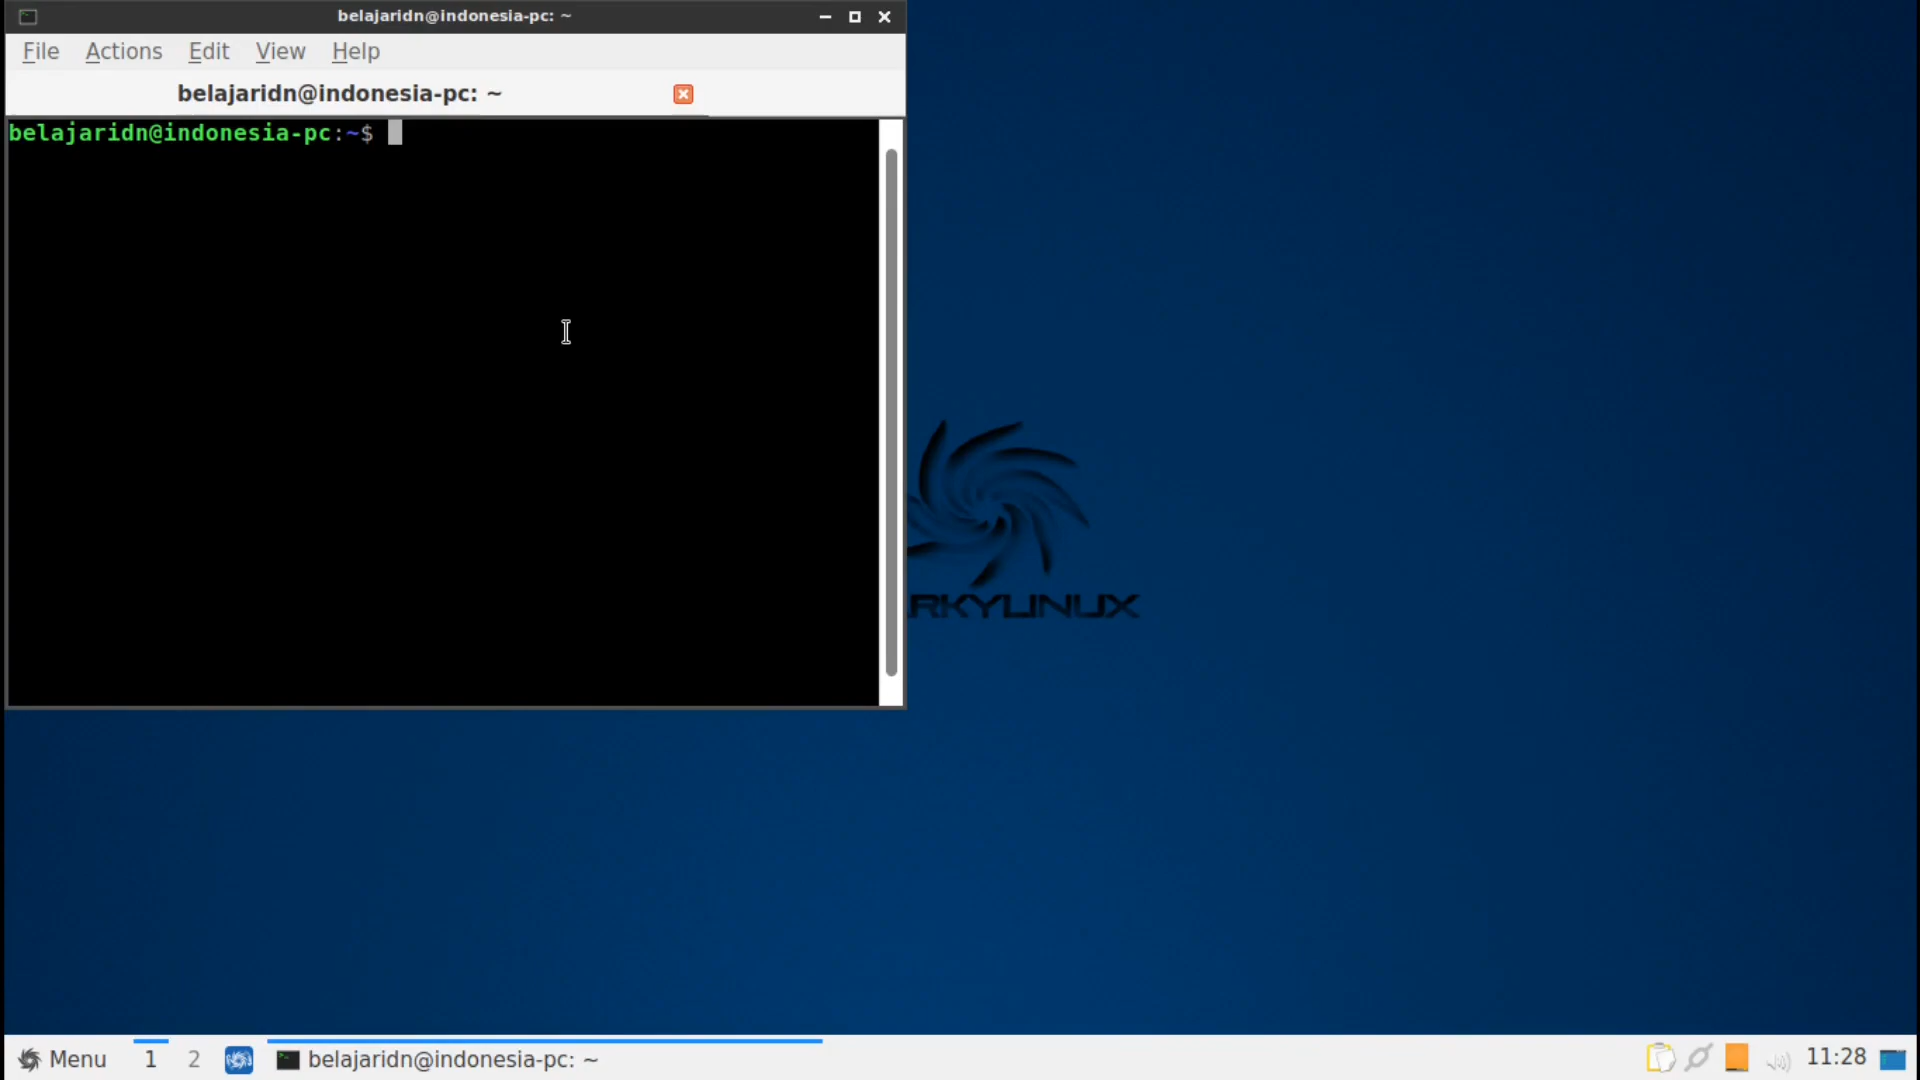 belajaridn@indonesia-pc: ~
File Actions Edit View Help
belajaridn@indonesia-pc: ~
belajaridn@indonesia-pc:~$
RKYLINUX
Menu 1 2 belajaridn@indonesia-pc: ~ 11:28